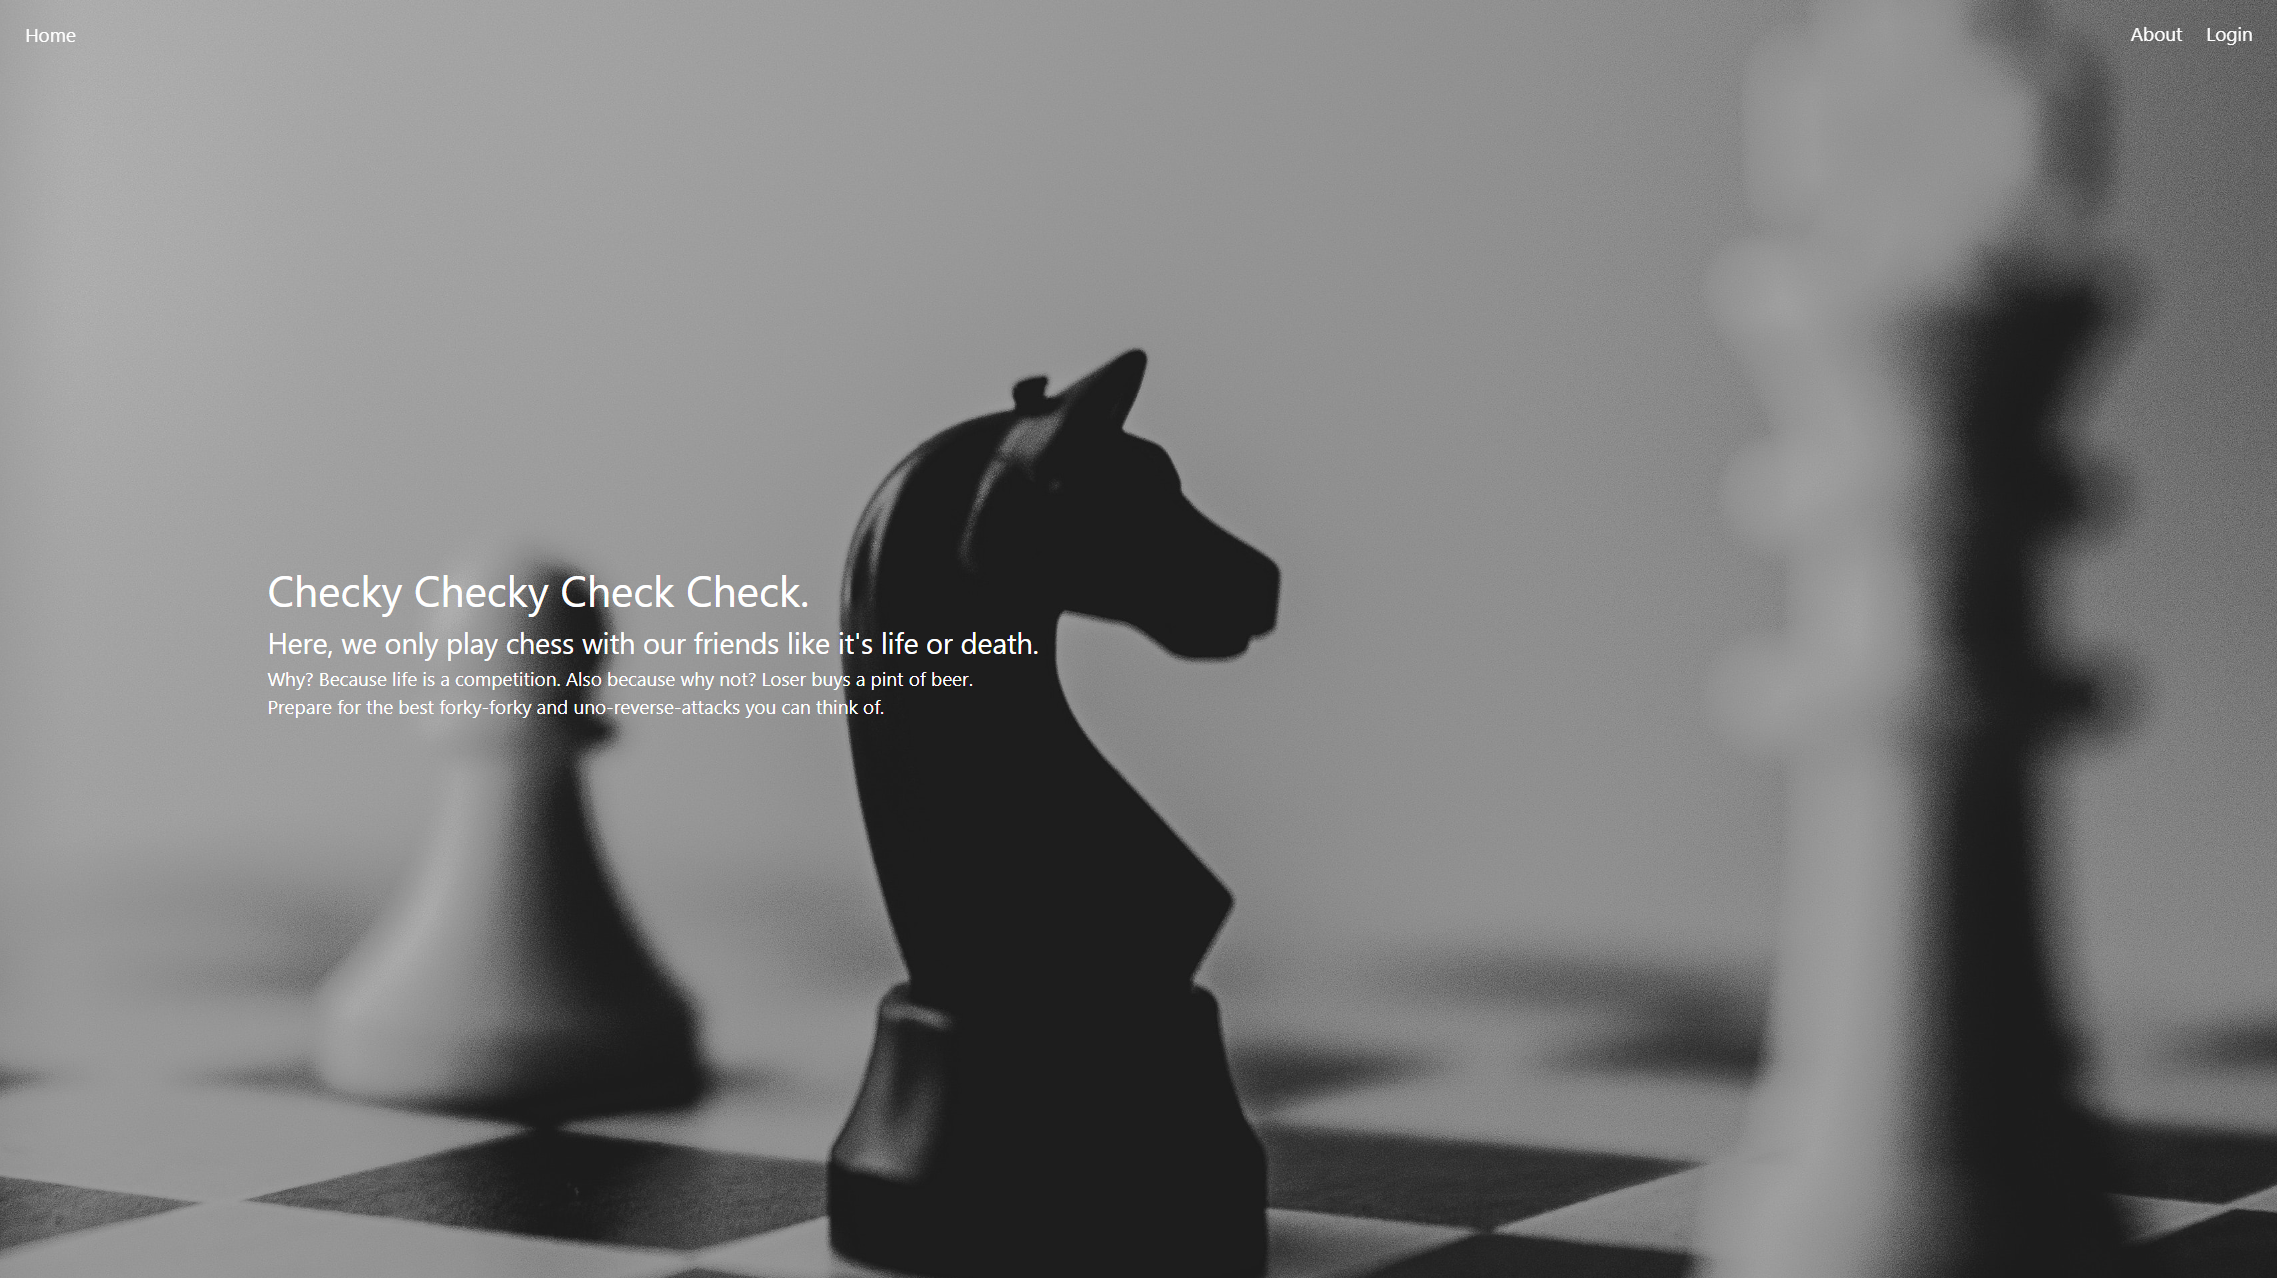 Home
About
Login
Checky Checky Check Check.
Here, we only play chess with our friends like it's life or death.
Why? Because life is a competition. Also because why not? Loser buys a pint of beer.
Prepare for the best forky-forky and uno-reverse-attacks you can think of.